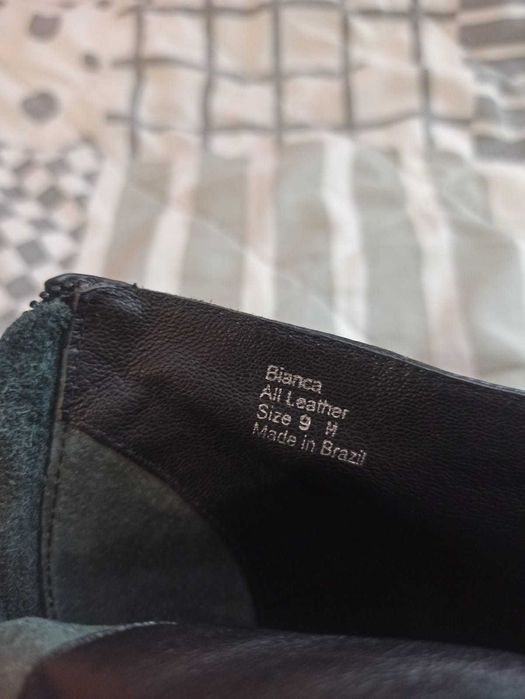 Bianca
All Leather
Size 9 M
Made in Brazil